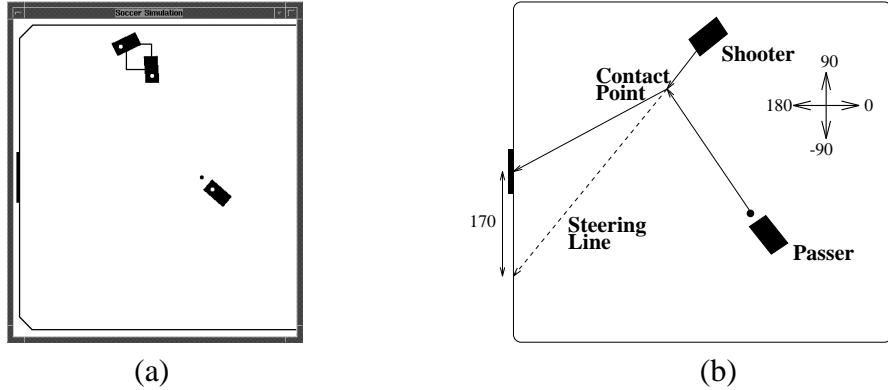 Soccer Simulation
(a)
Shooter
Contact
Point
90
180
0
-90
170
Steering
Line
Passer
(b)